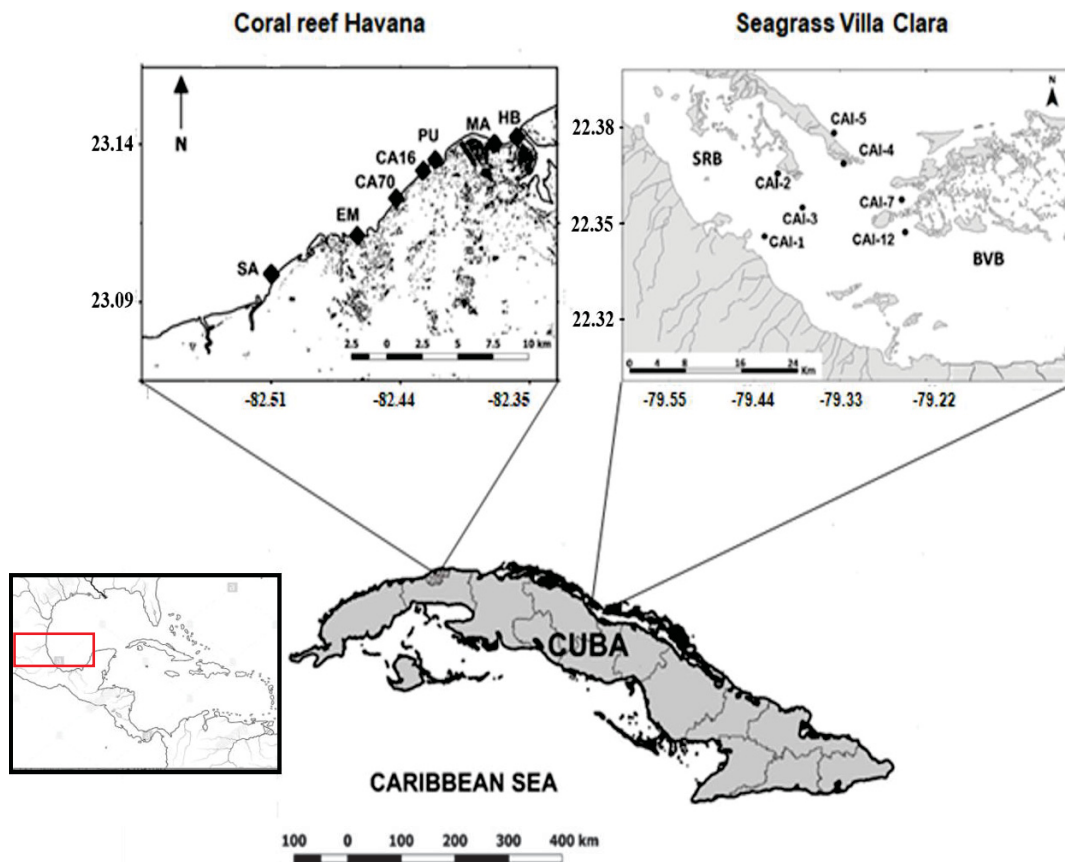 Coral reef Havana
Seagrass Villa Clara
N
23.14
23.09
HB
MA
PU
CA16
CA70
EM
SA
2.5 0 2.5 5 7.5 10 km
-82.51 -82.44 -82.35
N
22.38
22.35
22.32
CAI-5
SRB
CAI-4
CAI-2
CAI-7
CAI-3
CAI-12
CAI-1
BVB
0 4 8 16 24
Km
-79.55 -79.44 -79.33 -79.22
CUBA
CARIBBEAN SEA
100 0 100 200 300 400 km